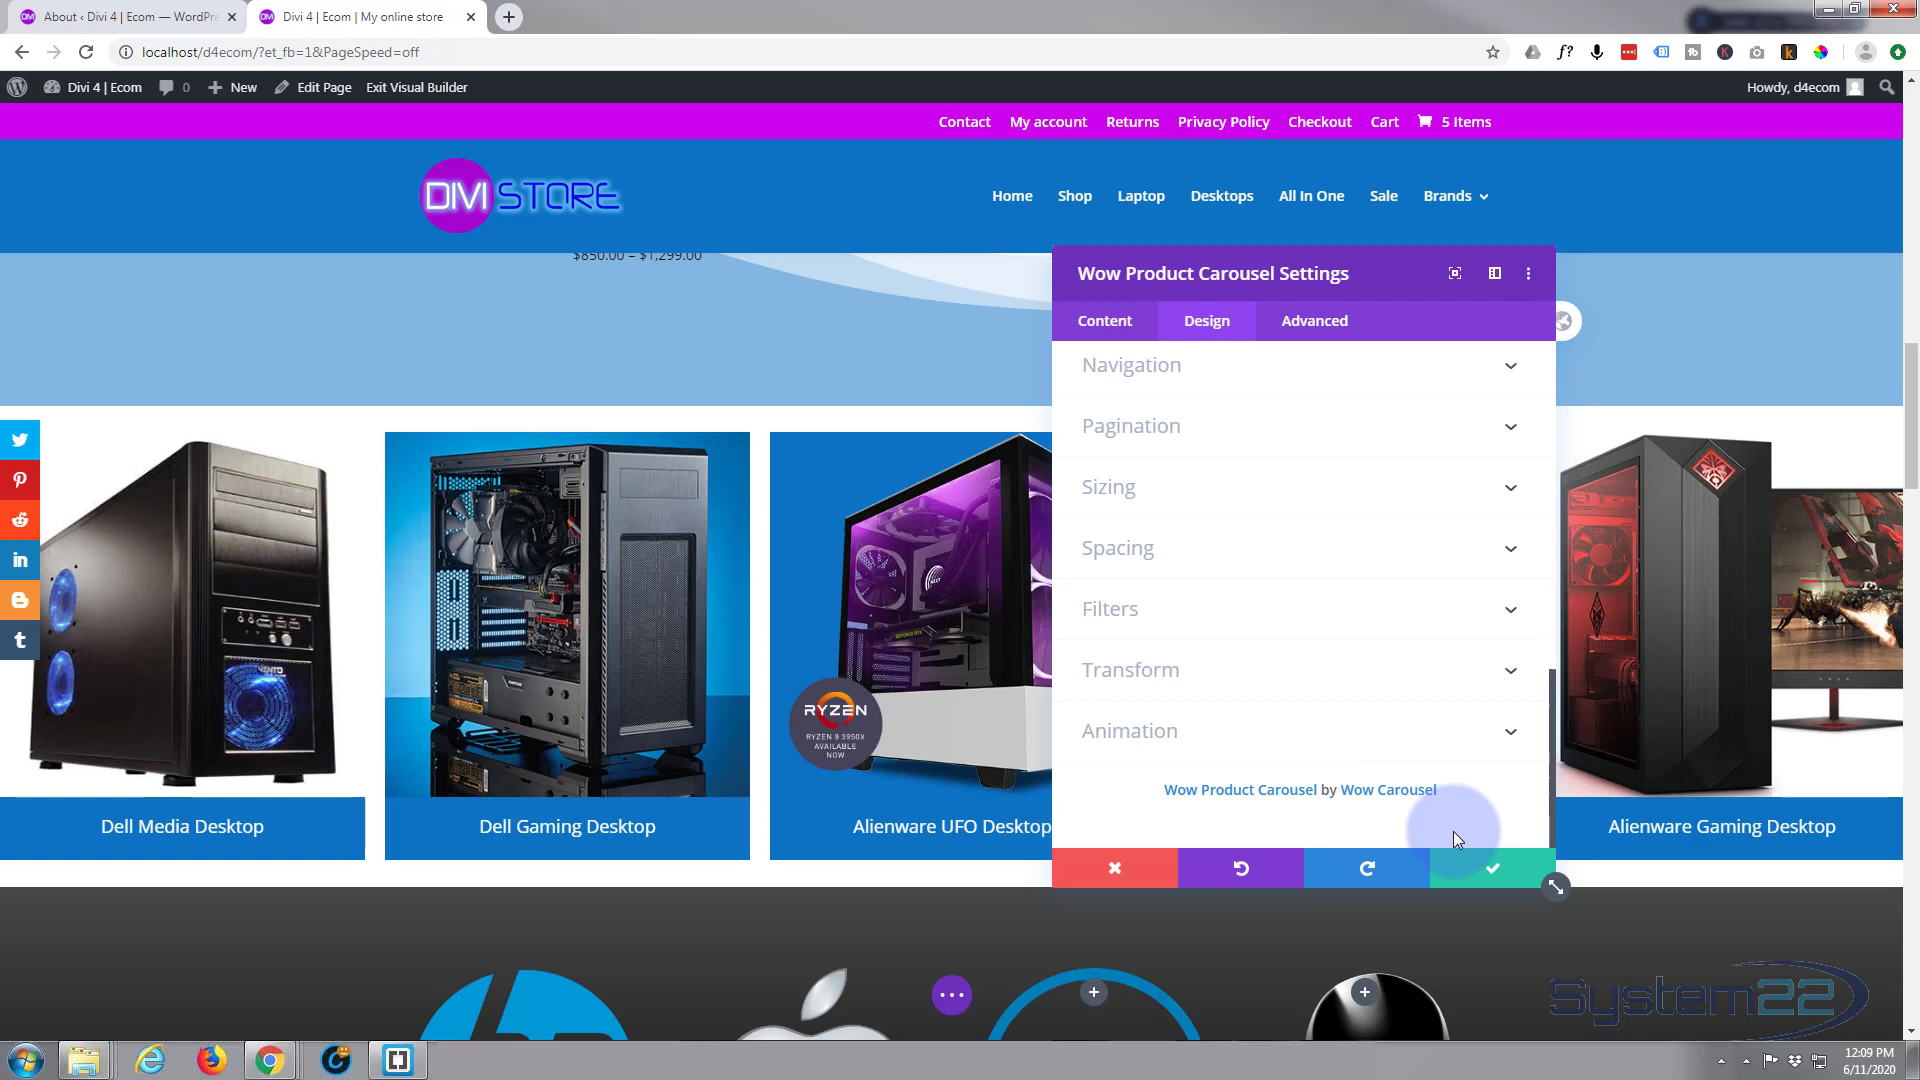 About ‹ Divi 4 | Ecom — WordPre
Divi 4 | Ecom | My online store
localhost/d4ecom/?et_fb=1&PageSpeed=off
Divi 4 | Ecom
0
New
Edit Page
Exit Visual Builder
Howdy, d4ecom
Contact
My account
Returns
Privacy Policy
Checkout
Cart
5 Items
DIVI STORE
Home
Shop
Laptop
Desktops
All In One
Sale
Brands
$850.00 – $1,299.00
Wow Product Carousel Settings
Content
Design
Advanced
Navigation
Pagination
Sizing
Spacing
Filters
Transform
Animation
Wow Product Carousel by Wow Carousel
RYZEN
RYZEN 9 3950X
AVAILABLE
NOW
Dell Media Desktop
Dell Gaming Desktop
Alienware UFO Desktop
Alienware Gaming Desktop
System22
12:09 PM
6/11/2020